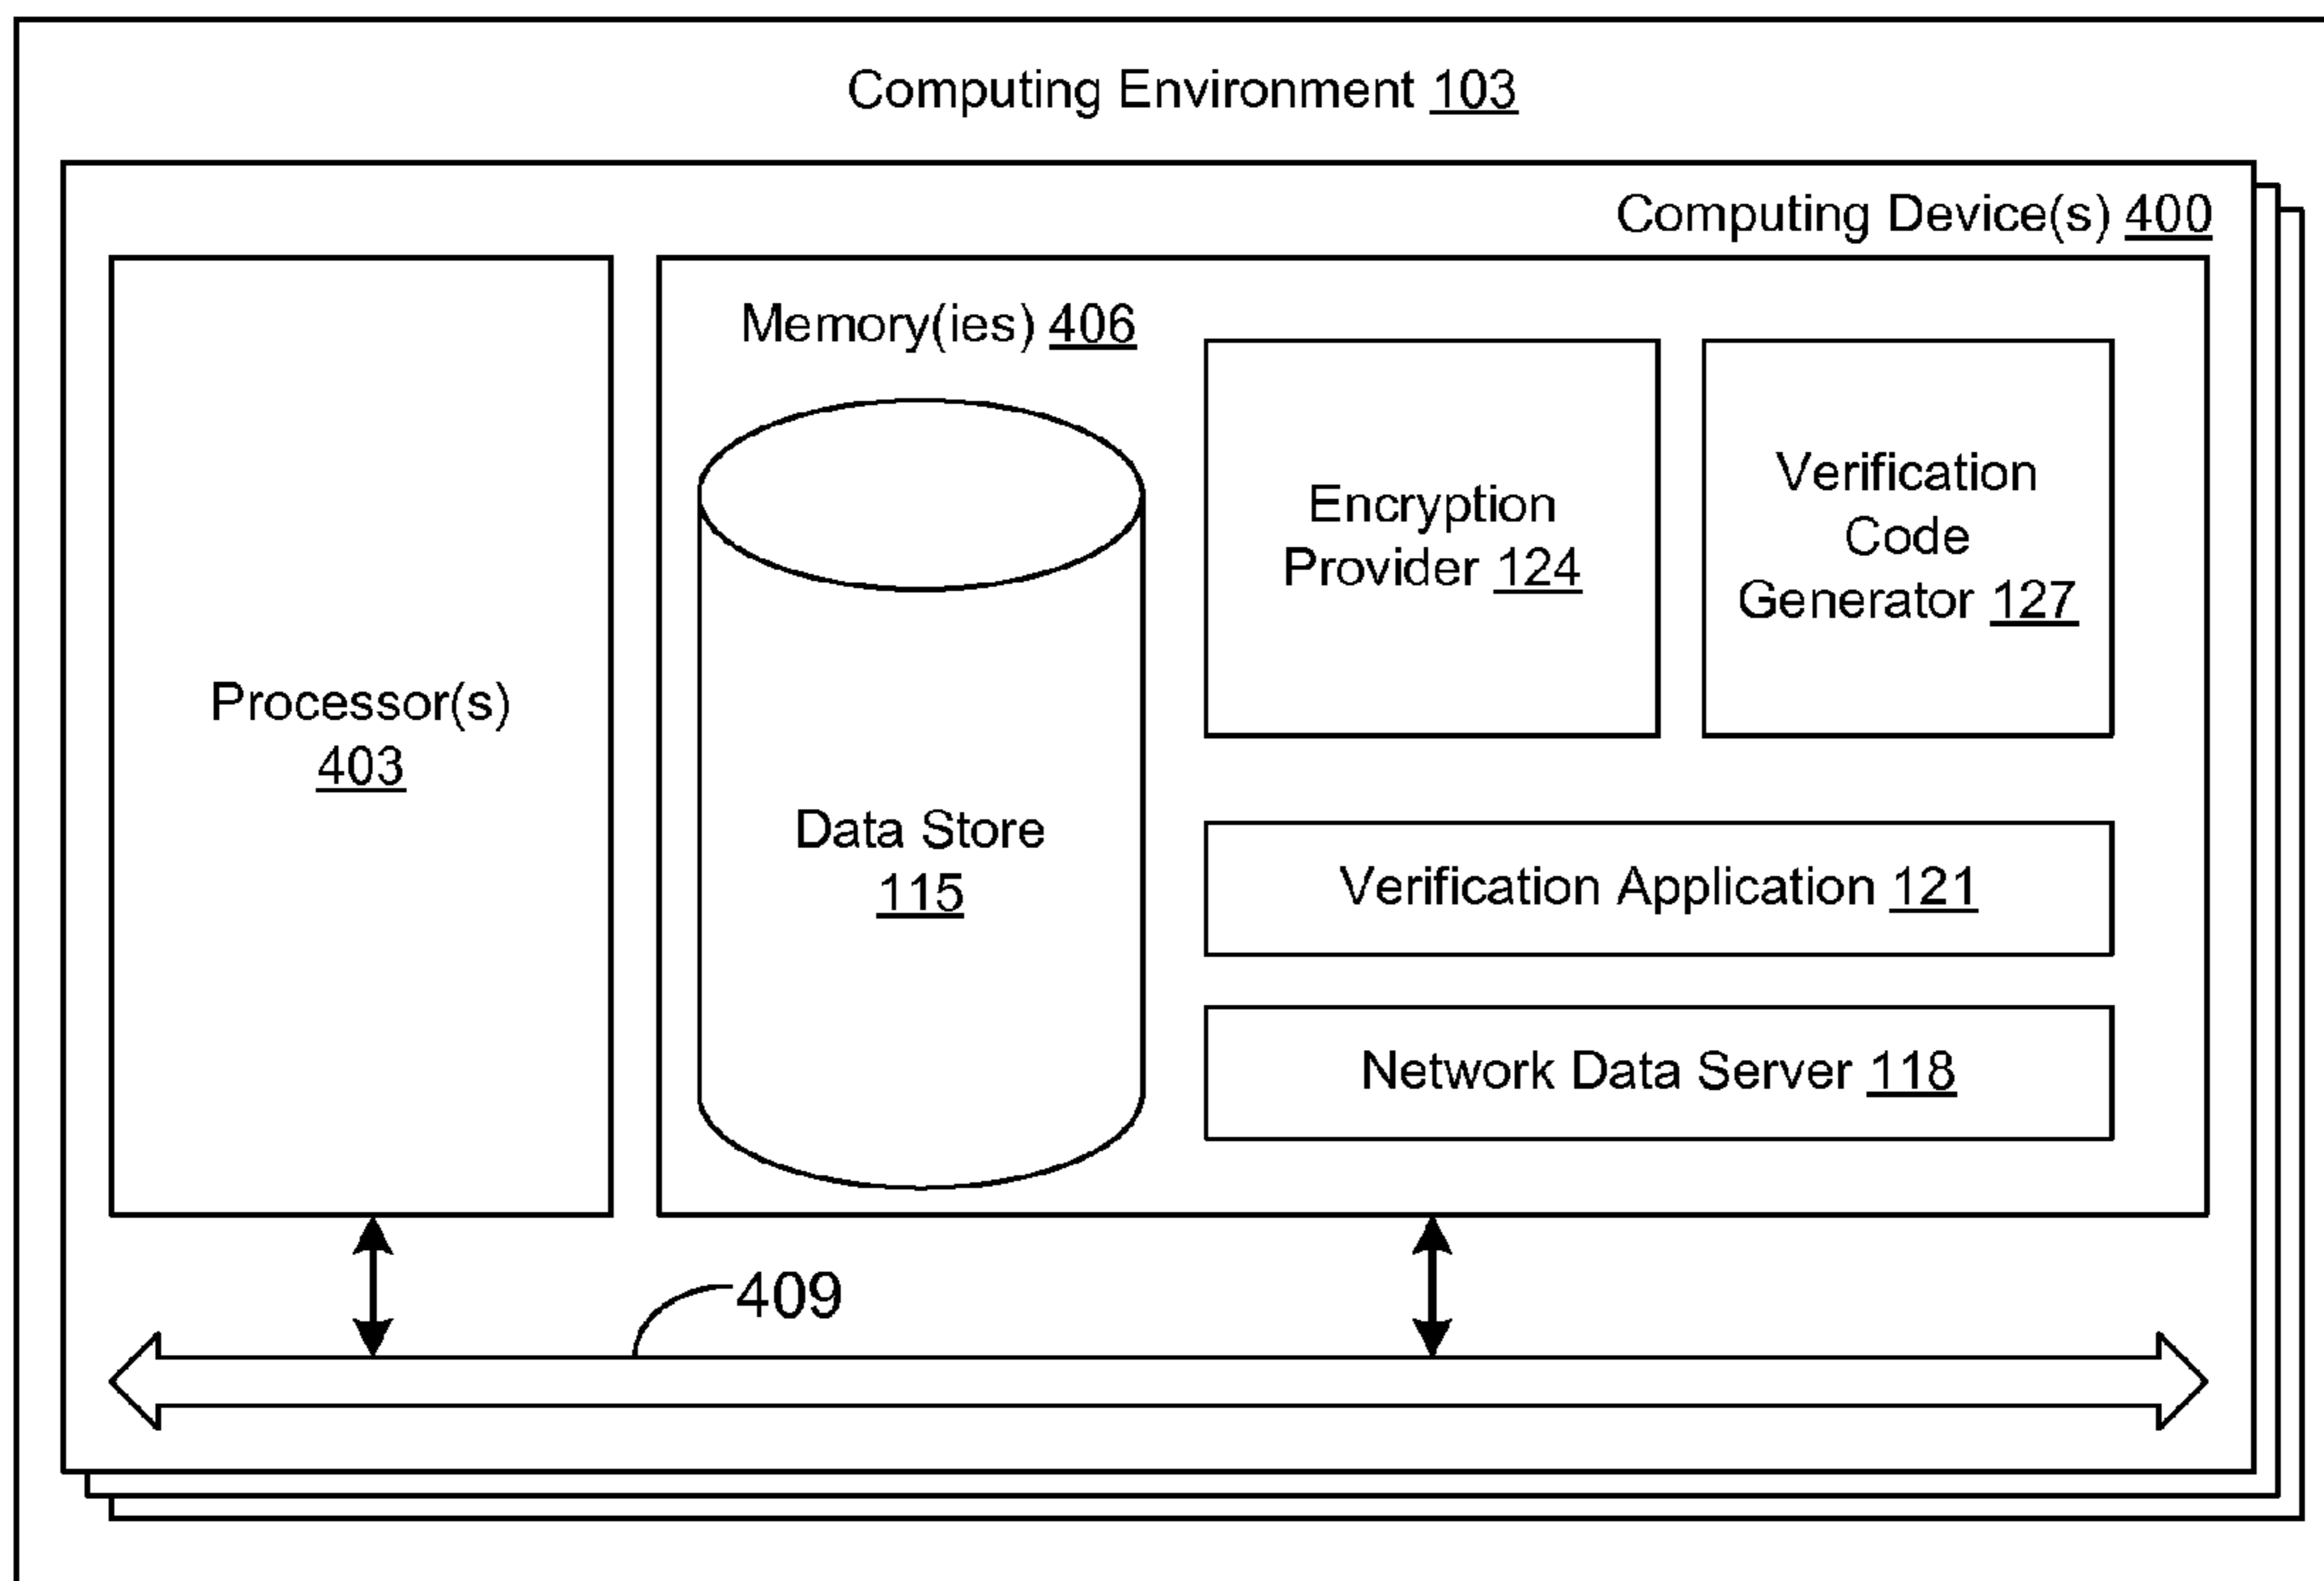 Computing Environment 103
Computing Device(s) 400
Memory(ies) 406
Encryption
Provider 124
Verification
Code
Generator 127
Processor(s)
403
Data Store
115
Verification Application 121
Network Data Server 118
409